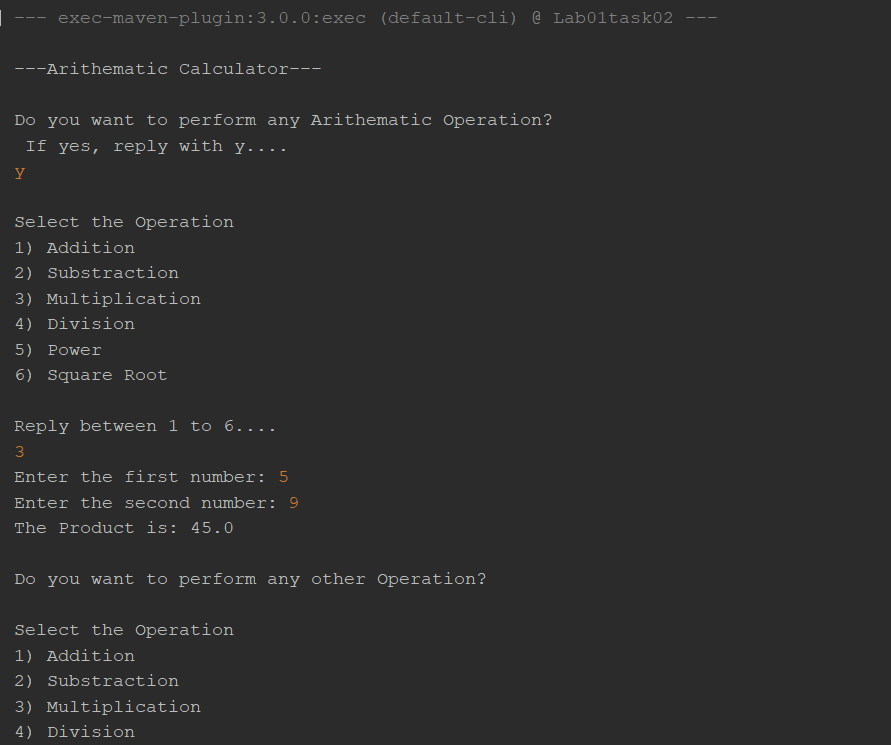 --- exec-maven-plugin:3.0.0:exec (default-cli) @ Lab01task02 ---
---Arithematic Calculator---
Do you want to perform any Arithematic Operation?
If yes, reply with y....
y
Select the Operation
1) Addition
2) Substraction
3) Multiplication
4) Division
5) Power
6) Square Root
Reply between 1 to 6....
3
Enter the first number: 5
Enter the second number: 9
The Product is: 45.0
Do you want to perform any other Operation?
Select the Operation
1) Addition
2) Substraction
3) Multiplication
4) Division